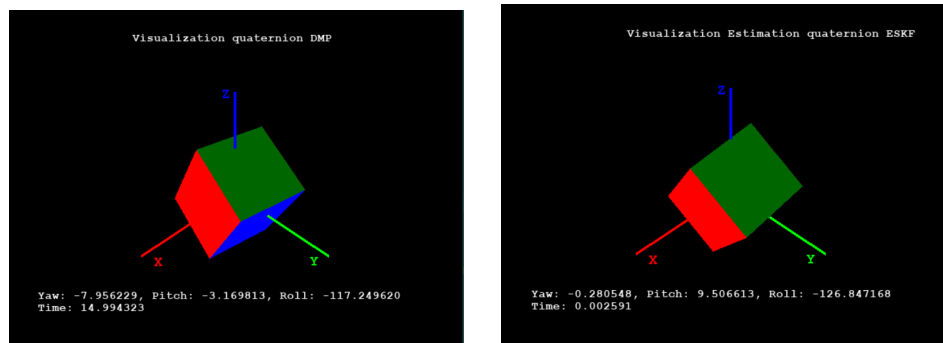 Visualization quaternion DMP
Z
X
Y
Yaw: -7.956229, Pitch: -3.169813, Roll: -117.249620
Time: 14.994323
Visualization Estimation quaternion ESKF
Z
X
Y
Yaw: -0.280548, Pitch: 9.506613, Roll: -126.847168
Time: 0.002591